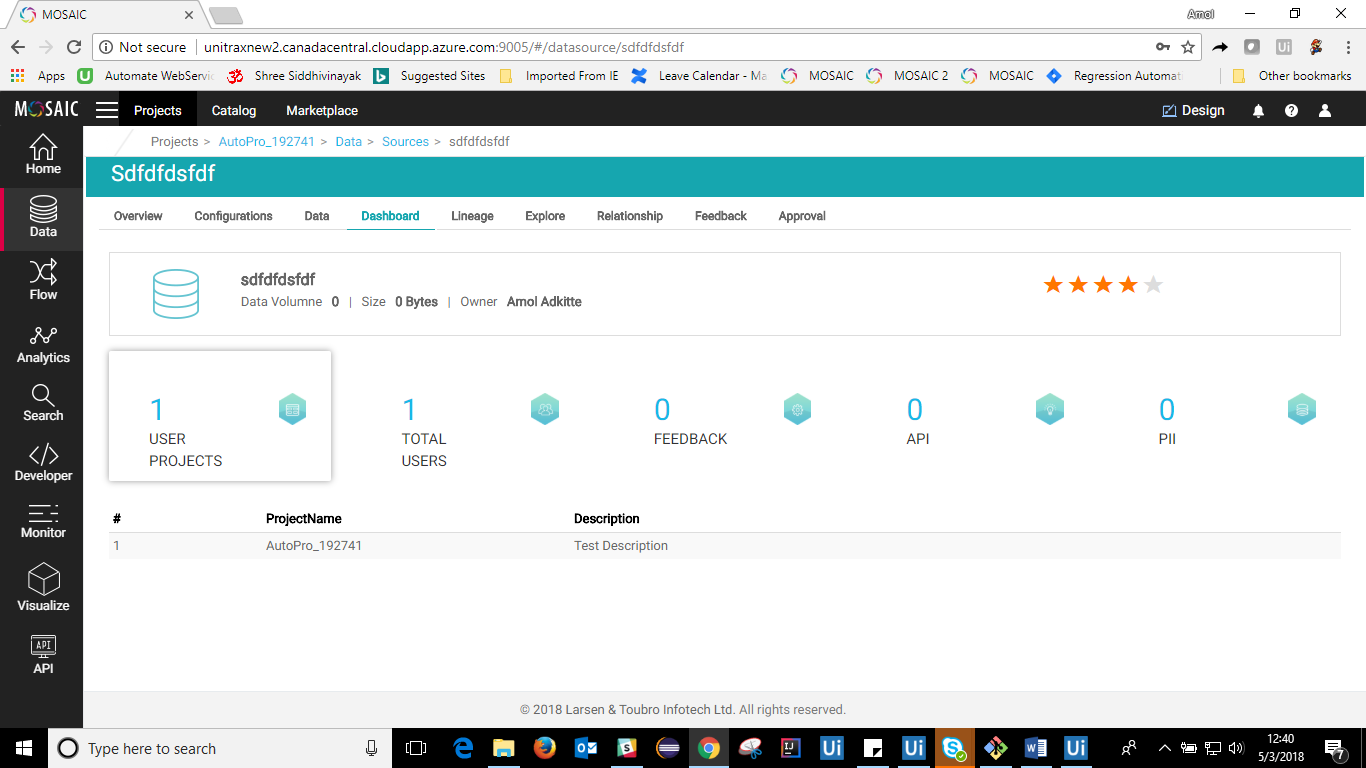 MOSAIC
Amol
Not secure unitraxnew2.canadacentral.cloudapp.azure.com:9005/#/datasource/sdfdfdsfdf
Apps Automate WebServic Shree Siddhivinayak Suggested Sites Imported From IE Leave Calendar - Ma MOSAIC MOSAIC 2 MOSAIC Regression Automat Other bookmarks
MOSAIC Projects Catalog Marketplace Design
Projects > AutoPro_192741 > Data > Sources > sdfdfdsfdf
Home
Data
Flow
Analytics
Search
Developer
Monitor
Visualize
API
API
Sdfdfdsfdf
Overview Configurations Data Dashboard Lineage Explore Relationship Feedback Approval
sdfdfdsfdf
Data Volumne 0 | Size 0 Bytes | Owner Amol Adkitte
1
USER
PROJECTS
1
TOTAL
USERS
0
FEEDBACK
0
API
0
PII
# ProjectName Description
1 AutoPro_192741 Test Description
© 2018 Larsen & Toubro Infotech Ltd. All rights reserved.
Type here to search
12:40
5/3/2018
7